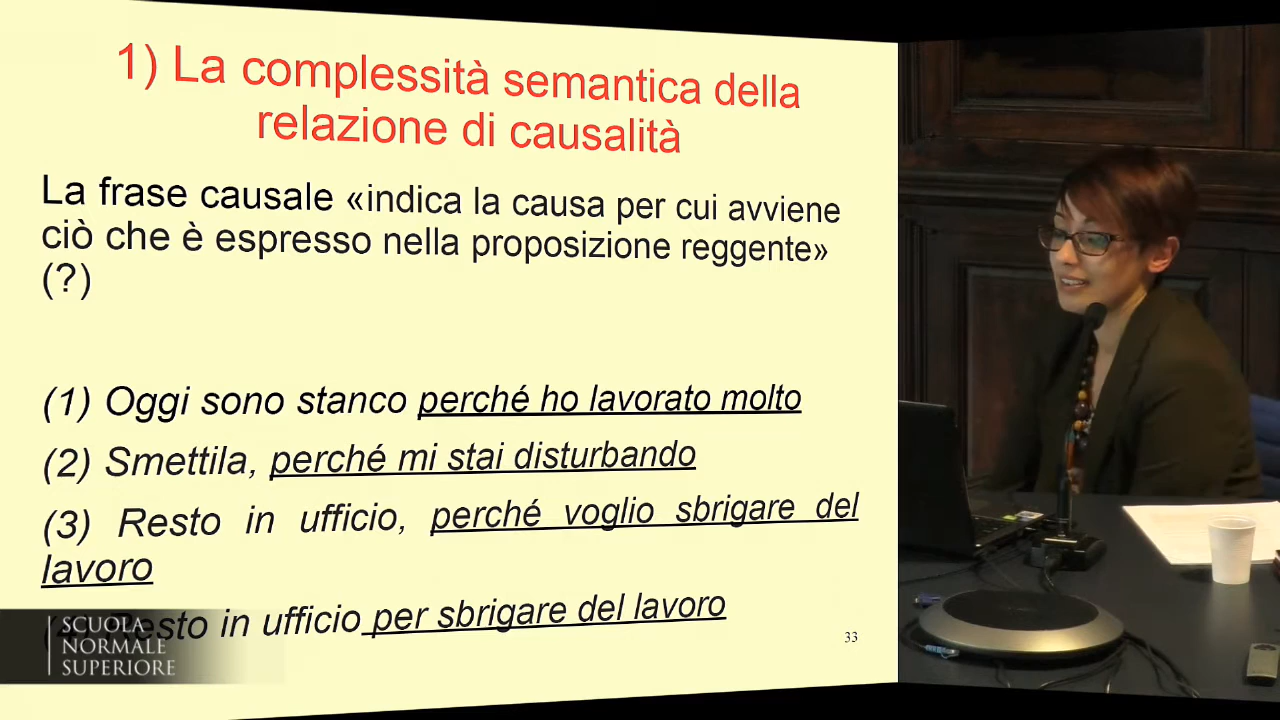 1) La complessità semantica della
relazione di causalità
La frase causale «indica la causa per cui avviene
ciò che è espresso nella proposizione reggente»
(?)
(1) Oggi sono stanco perché ho lavorato molto
(2) Smettila, perché mi stai disturbando
(3) Resto in ufficio, perché voglio sbrigare del
lavoro
(4) Resto in ufficio per sbrigare del lavoro
33
SCUOLA
NORMALE
SUPERIORE